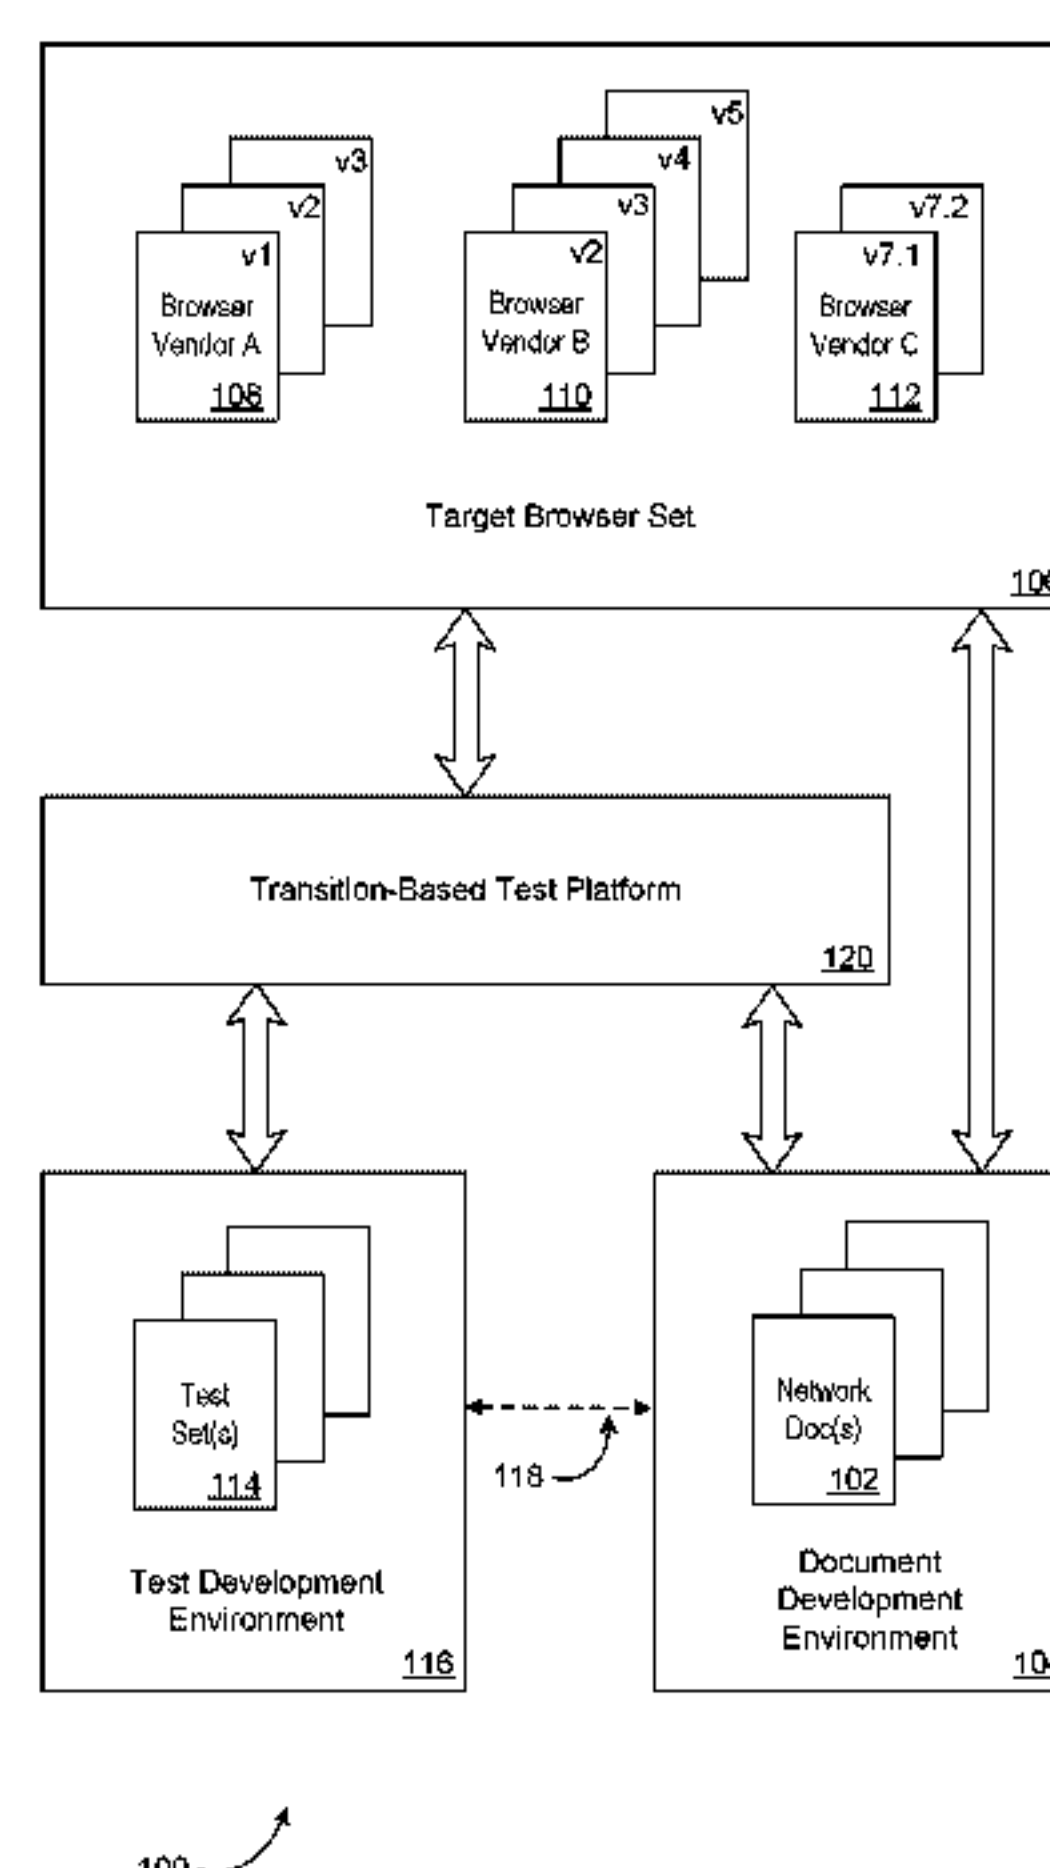 v3
v2
v1
Browser
Vendor A
108
v5
v4
v3
v2
Browser
Vendor B
110
v7.2
v7.1
Browser
Vendor C
112
Target Browser Set
Transition-Based Test Platform
120
Test
Set(s)
114
Test Development
Environment
116
118
Network
Doc(s)
102
Document
Development
Environment